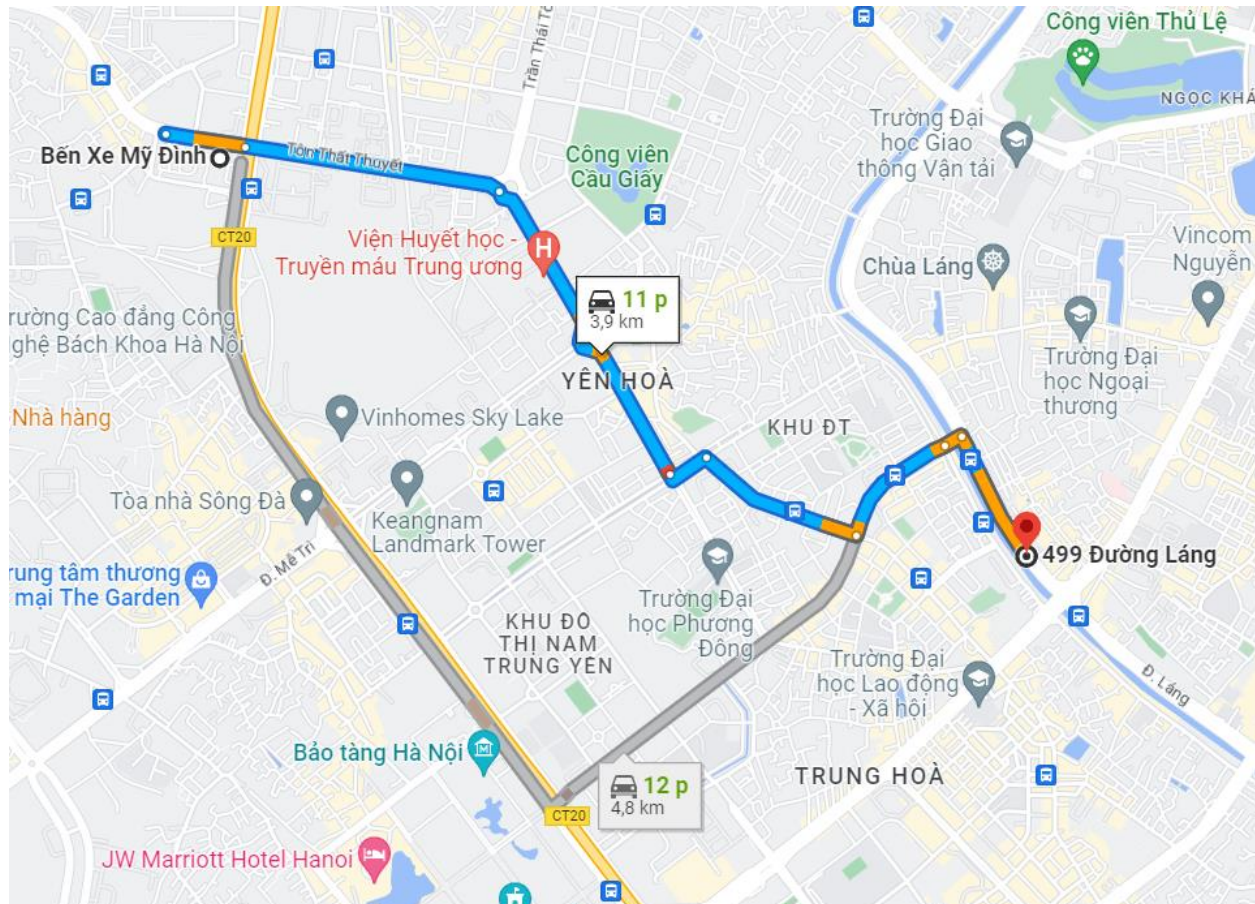 Công viên Thủ Lệ
NGỌC KHÁ
Trần Thái Tô
Trường Đại
học Giao
thông Vận tải
Bến Xe Mỹ Đình
Tôn Thất Thuyết
Công viên
Cầu Giấy
CT20
Viện Huyết học -
Truyền máu Trung ương
H
Chùa Láng
Vincom
Nguyễn
11 p
3,9 km
rường Cao đẳng Công
ghệ Bách Khoa Hà Nội
YÊN HOÀ
Trường Đại
học Ngoại
thương
Nhà hàng
Vinhomes Sky Lake
KHU ĐT
Tòa nhà Sông Đà
Keangnam
Landmark Tower
499 Đường Láng
Đ. Mễ Trì
rung tâm thương
mại The Garden
Trường Đại
học Phương
Đông
KHU ĐÔ
THỊ NAM
TRUNG YÊN
Trường Đại
học Lao động
- Xã hội
Đ. Láng
Bảo tàng Hà Nội
M
12 p
4,8 km
TRUNG HOÀ
CT20
JW Marriott Hotel Hanoi